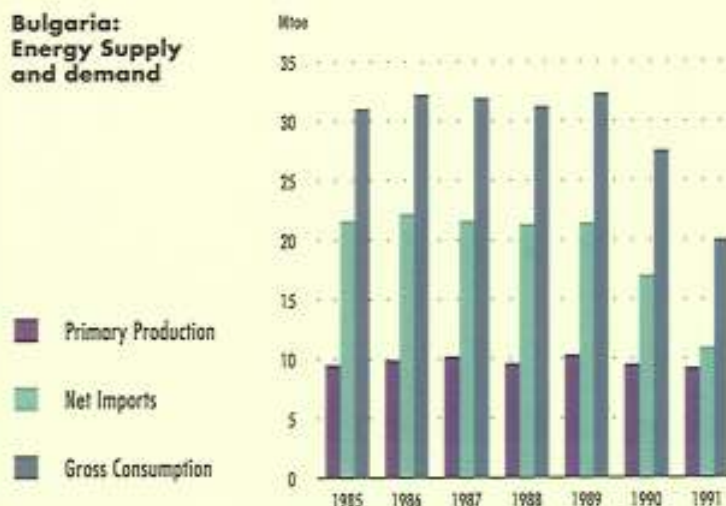 Bulgaria:
Energy Supply
and demand
Mtoe
35
30
25
20
15
10
5
0
1985 1986 1987 1988 1989 1990 1991
Primary Production
Net Imports
Gross Consumption